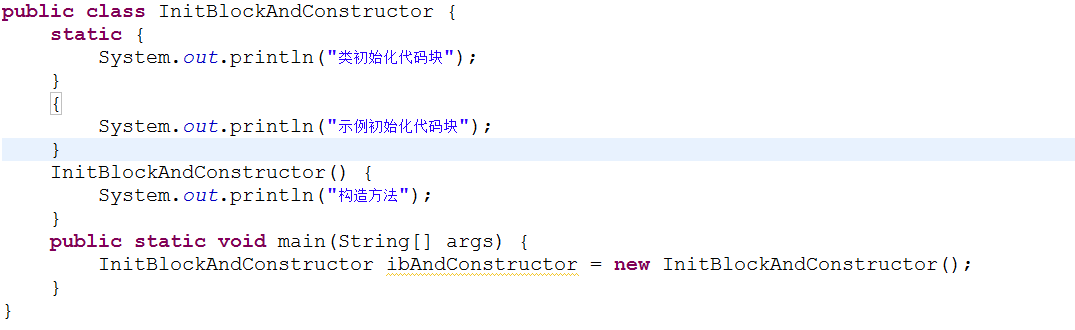 public class InitBlockAndConstructor {
    static {
        System.out.println("类初始化代码块");
    }
    {
        System.out.println("示例初始化代码块");
    }
    InitBlockAndConstructor() {
        System.out.println("构造方法");
    }
    public static void main(String[] args) {
        InitBlockAndConstructor ibAndConstructor = new InitBlockAndConstructor();
    }
}